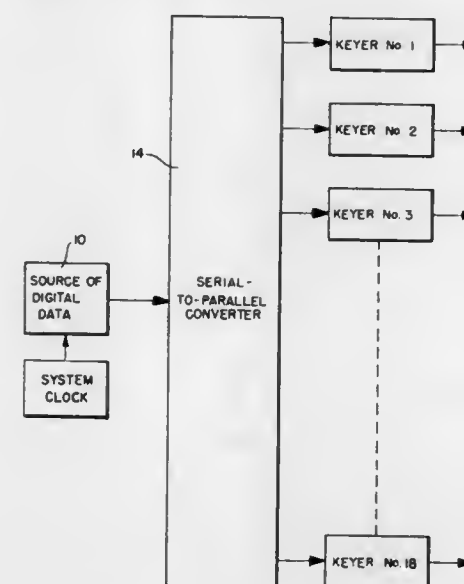 KEYER No. 1
KEYER No. 2
14
KEYER No. 3
10
SOURCE OF
DIGITAL
DATA
SERIAL-
TO-PARALLEL
CONVERTER
SYSTEM
CLOCK
KEYER No. 18